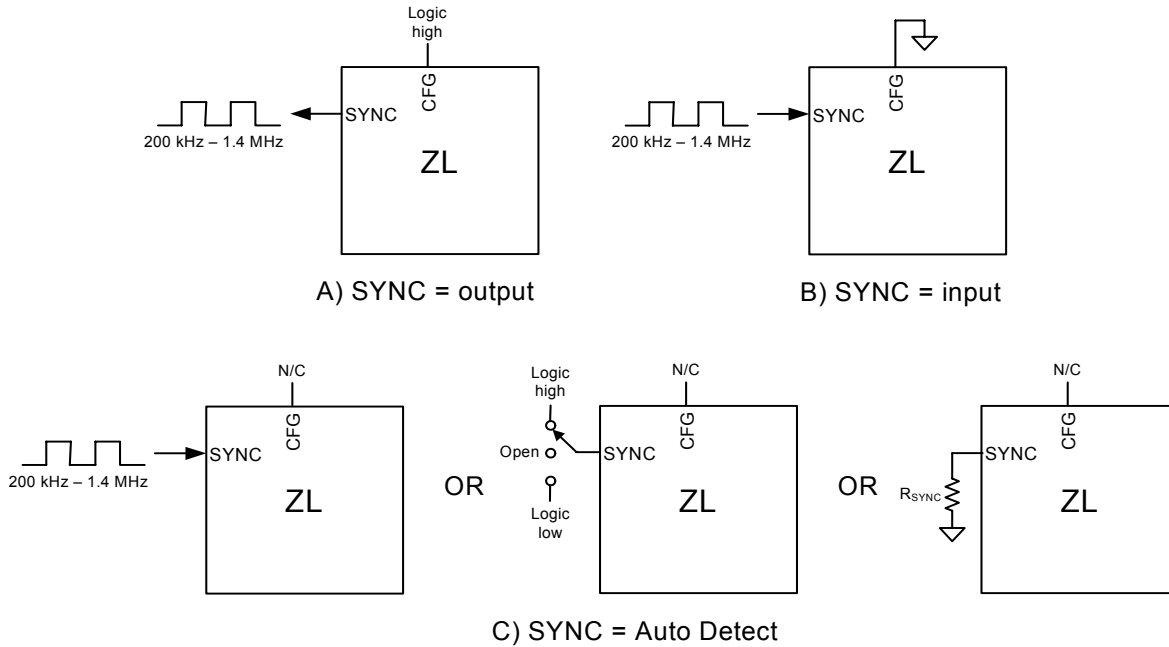 Logic
high
CFG
SYNC
200 kHz – 1.4 MHz
ZL
A) SYNC = output
CFG
SYNC
200 kHz – 1.4 MHz
ZL
B) SYNC = input
N/C
CFG
SYNC
200 kHz – 1.4 MHz
ZL
OR
Logic
high
Open
Logic
low
N/C
CFG
SYNC
ZL
OR
N/C
CFG
SYNC
RSYNC
ZL
C) SYNC = Auto Detect